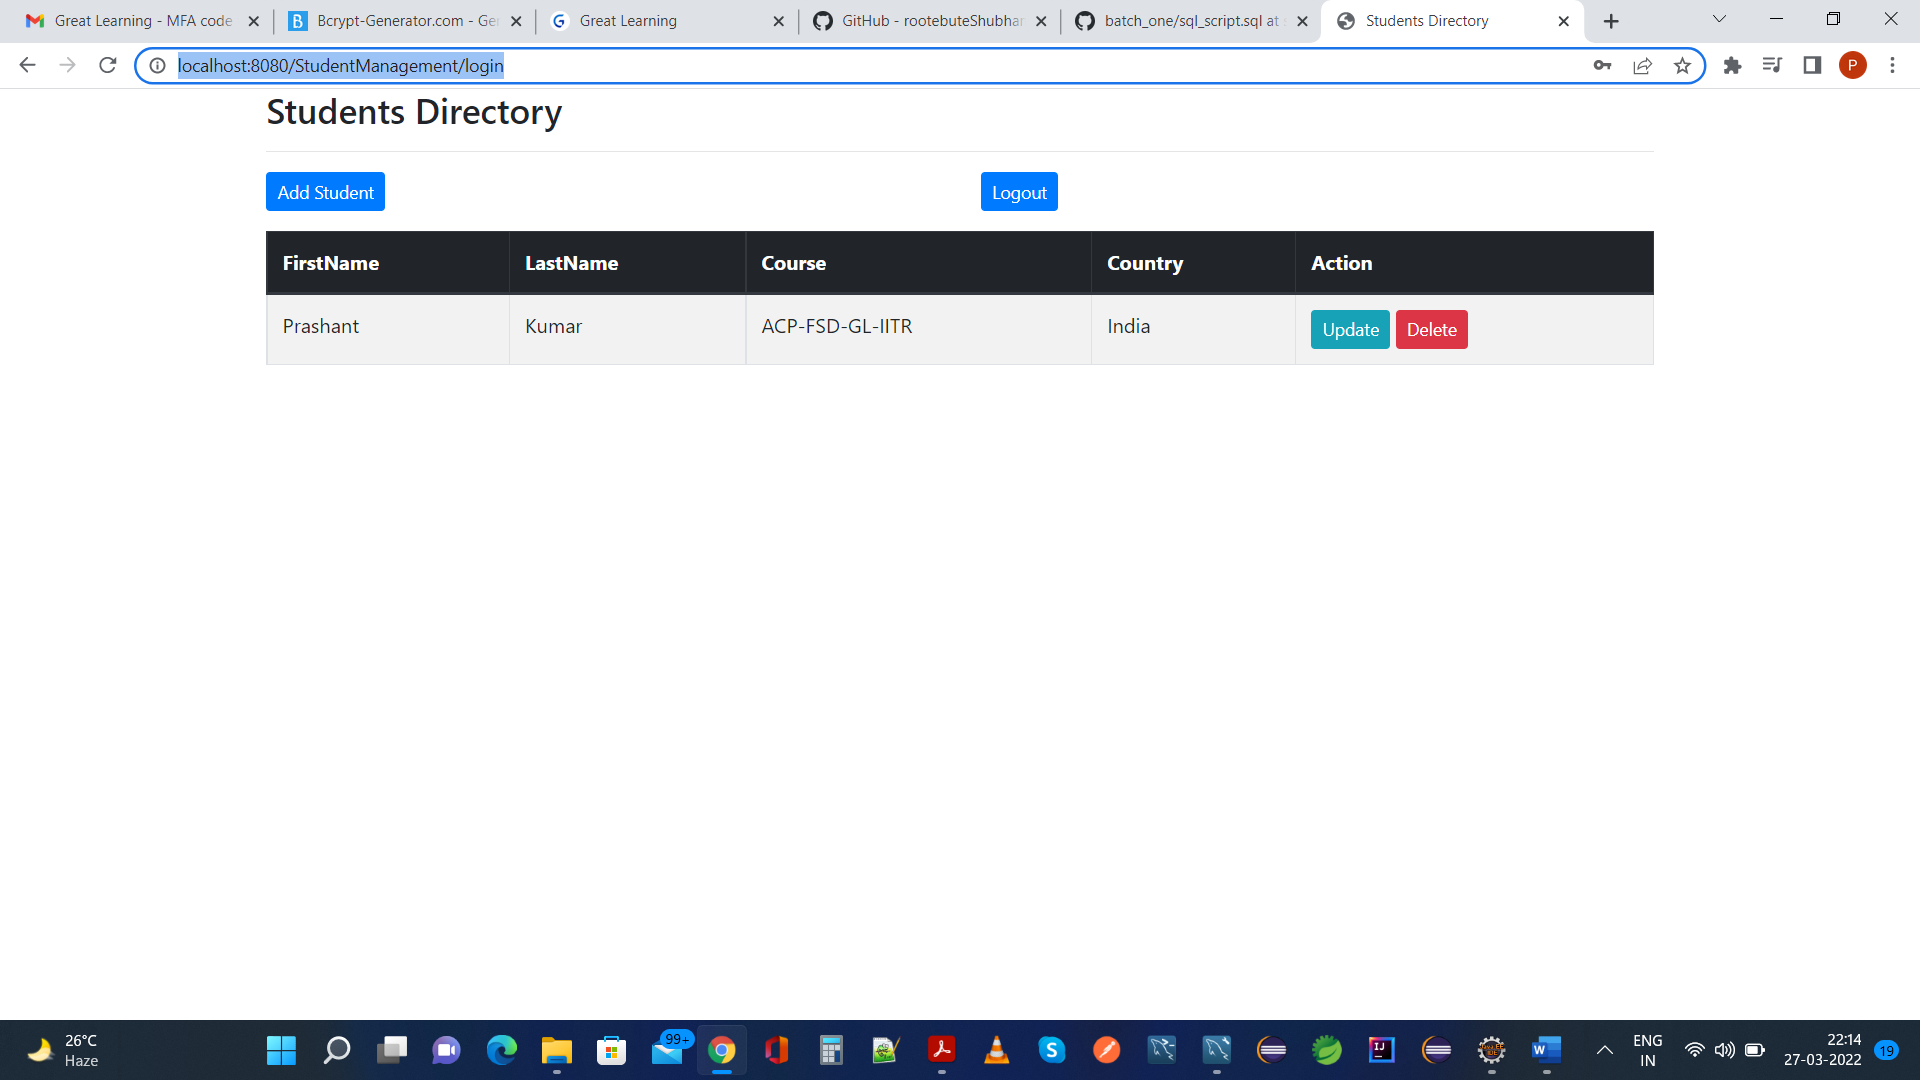 Great Learning - MFA code
Bcrypt-Generator.com - Ge
Great Learning
GitHub - rootebuteShubha
batch_one/sql_script.sql at
Students Directory
localhost:8080/StudentManagement/login
P
Students Directory
Add Student
Logout
FirstName LastName Course Country Action
Prashant Kumar ACP-FSD-GL-IITR India Update Delete
26°C
Haze
99+
ENG
IN
22:14
27-03-2022
19